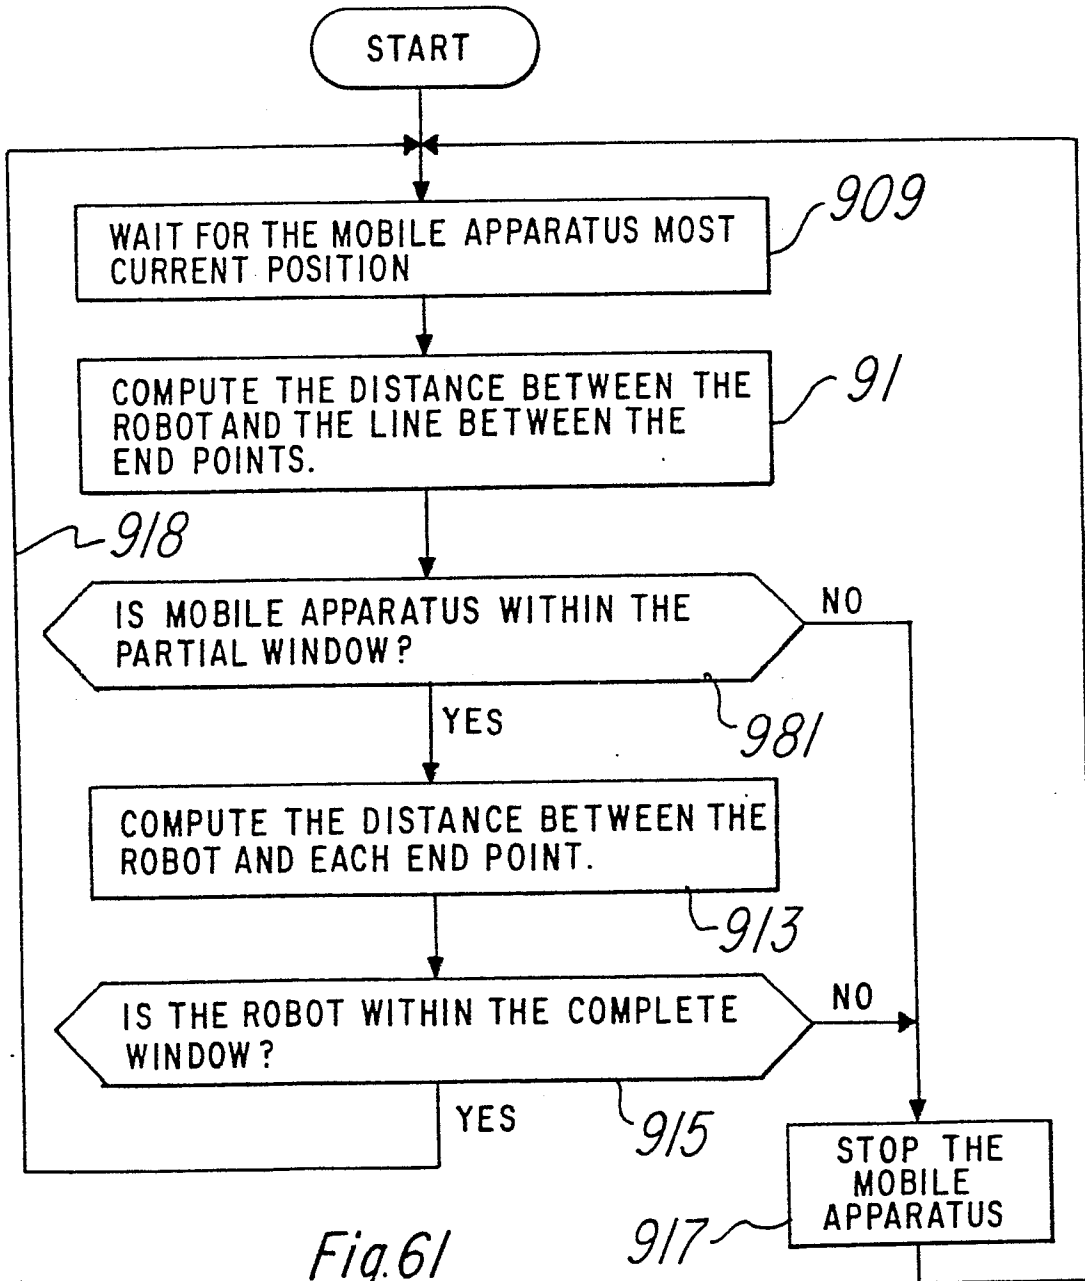 START
909
WAIT FOR THE MOBILE APPARATUS MOST
CURRENT POSITION
91
COMPUTE THE DISTANCE BETWEEN THE
ROBOT AND THE LINE BETWEEN THE
END POINTS.
918
IS MOBILE APPARATUS WITHIN THE
PARTIAL WINDOW?
NO
YES
981
COMPUTE THE DISTANCE BETWEEN THE
ROBOT AND EACH END POINT.
913
IS THE ROBOT WITHIN THE COMPLETE
WINDOW?
NO
YES
915
STOP THE
MOBILE
APPARATUS
917
Fig.61